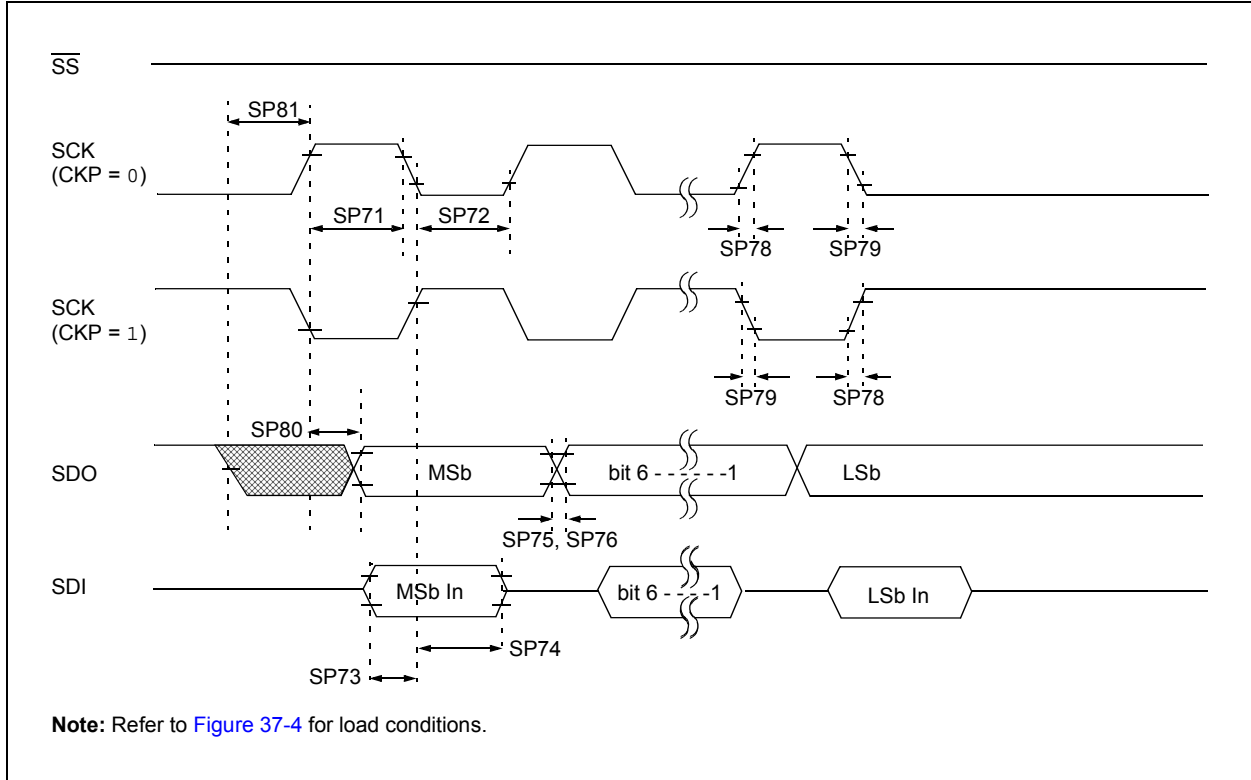 SS
SP81
SCK
(CKP = 0)
SP71
SP72
SP78
SP79
SCK
(CKP = 1)
SP79
SP78
SP80
SDO
MSb
bit 6 - - - - - - -1
LSb
SP75, SP76
SDI
MSb In
bit 6 - - - - -1
LSb In
SP74
SP73
Note: Refer to Figure 37-4 for load conditions.